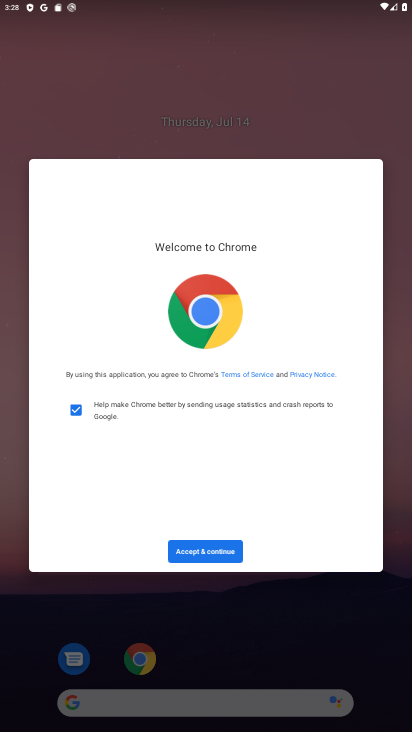 3:28
Thursday, Jul 14
Welcome to Chrome
By using this application, you agree to Chrome's Terms of Service and Privacy Notice.
Help make Chrome better by sending usage statistics and crash reports to
Google.
Accept & continue